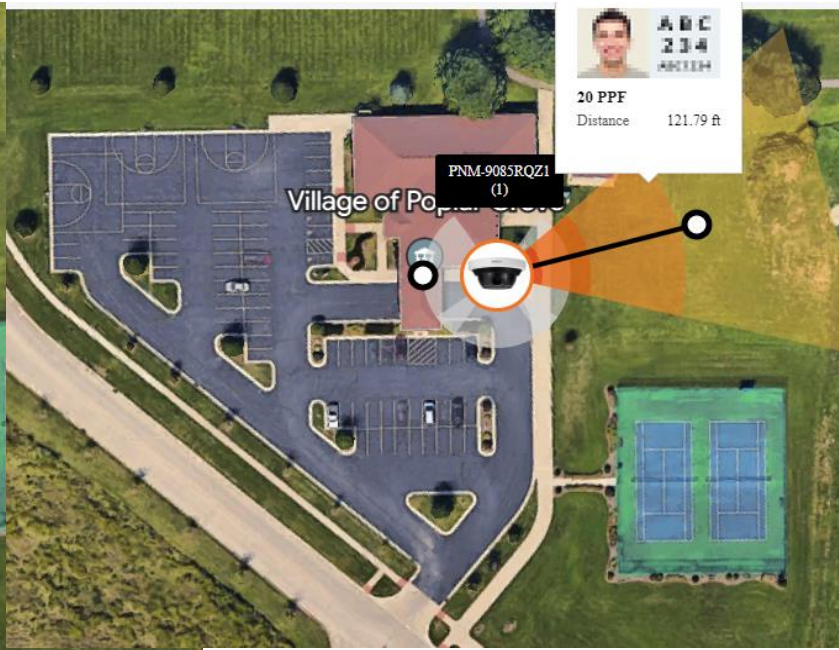 A B C
2 3 4
20 PPF
Distance 121.79 ft
PNM-9085RQZ1
(1)
Village of Poplar Grove